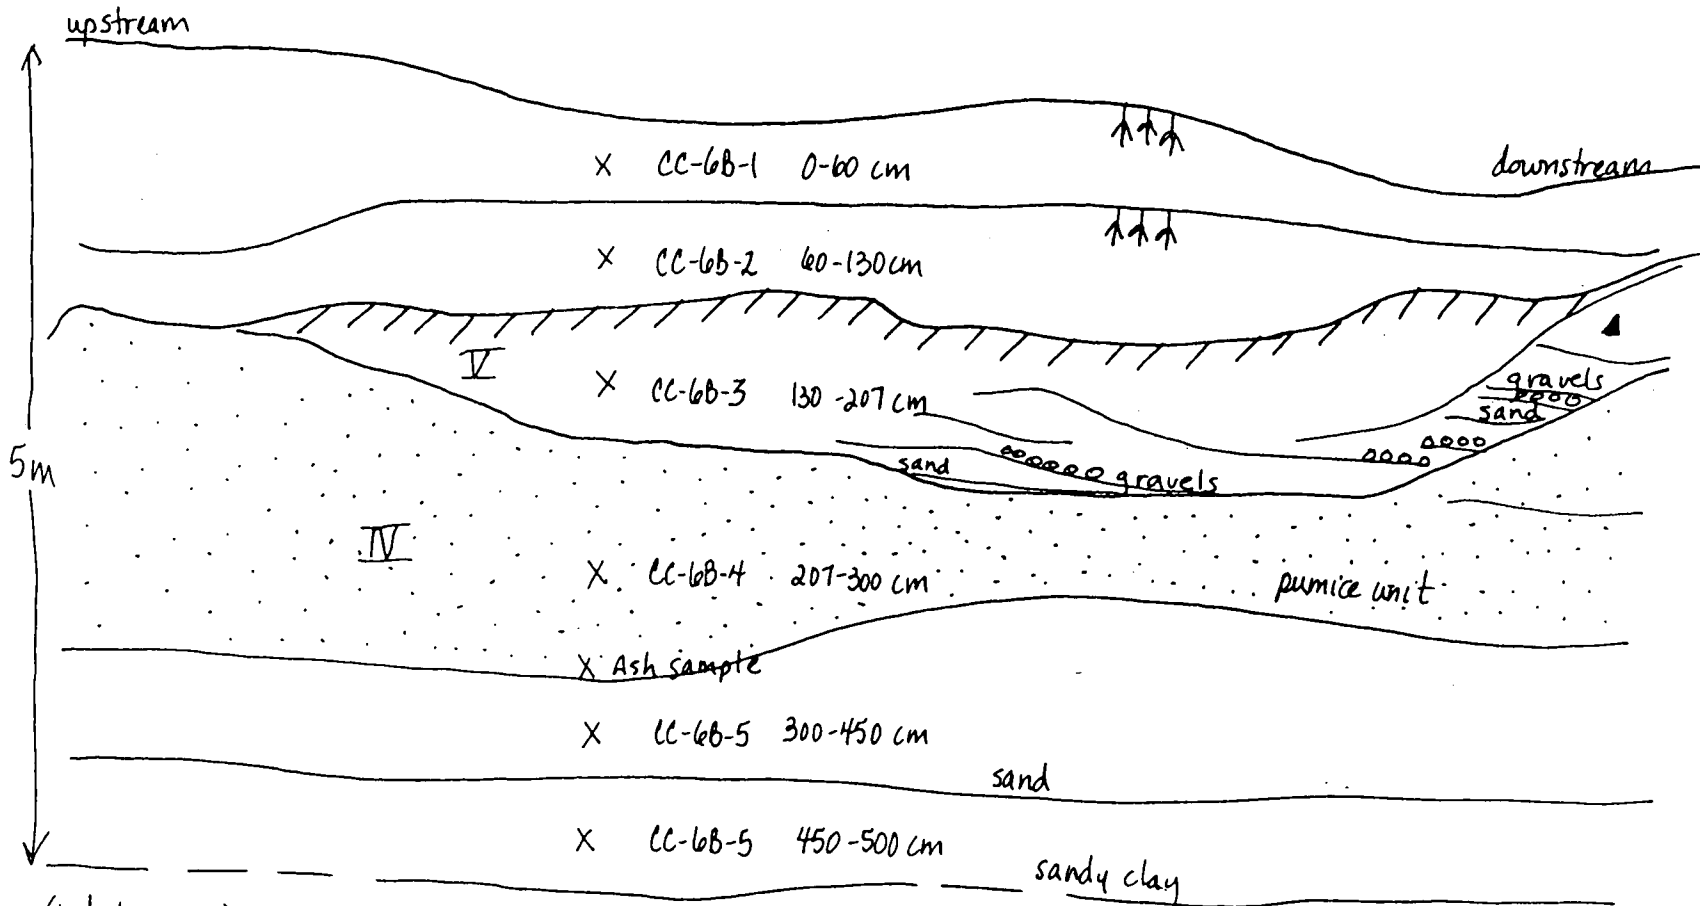 upstream
X CC-6B-1 0-60 cm
downstream
X CC-6B-2 60-130cm
V
X CC-6B-3 130-207 cm
gravels
sand
sand
gravels
5m
IV
X CC-6B-4 207-300 cm
pumice unit
X Ash sample
X CC-6B-5 300-450 cm
sand
X CC-6B-5 450-500 cm
sandy clay